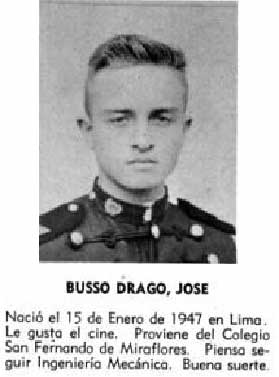 BUSSO DRAGO, JOSE
Nació el 15 de Enero de 1947 en Lima.
Le gusta el cine. Proviene del Colegio
San Fernando de Miraflores. Piensa se-
guir Ingeniería Mecánica. Buena suerte.